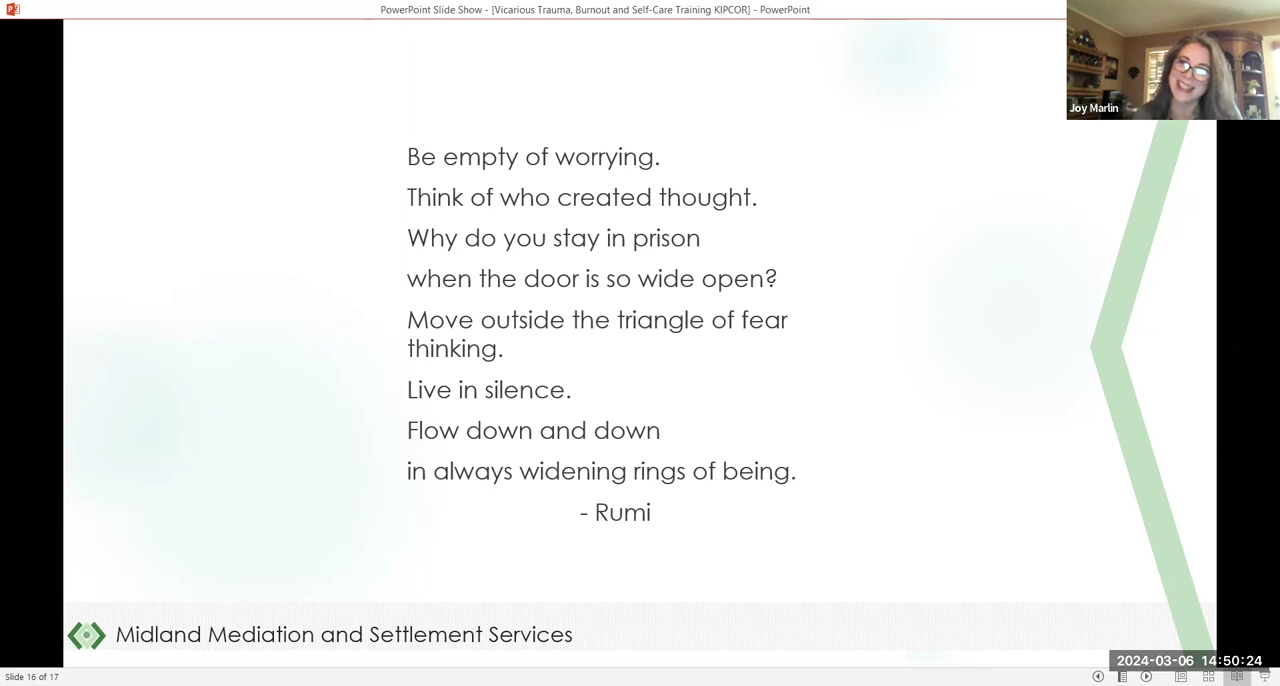 PowerPoint Slide Show - [Vicarious Trauma, Burnout and Self-Care Training KIPCOR] - PowerPoint
Joy Marlin
Be empty of worrying.
Think of who created thought.
Why do you stay in prison
when the door is so wide open?
Move outside the triangle of fear
thinking.
Live in silence.
Flow down and down
in always widening rings of being.
- Rumi
Midland Mediation and Settlement Services
2024-03-06 14:50:24
Slide 16 of 17